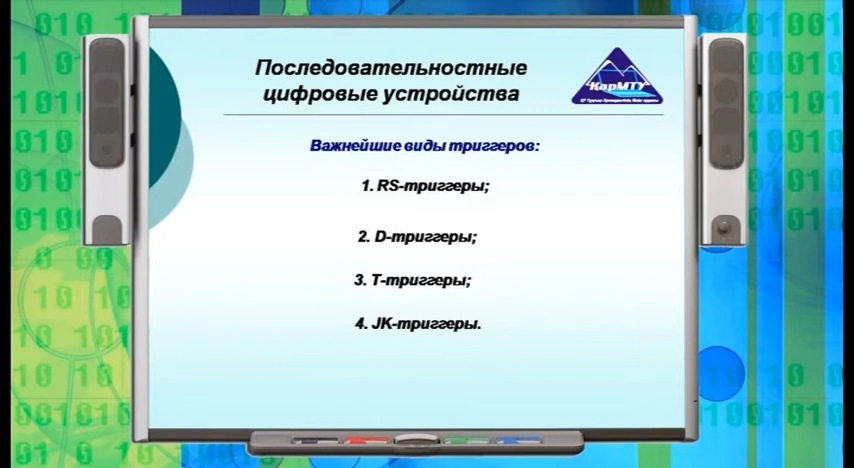 Последовательностные
цифровые устройства
КарМТУ
Важнейшие виды триггеров:
1. RS-триггеры;
2. D-триггеры;
3. T-триггеры;
4. JK-триггеры.